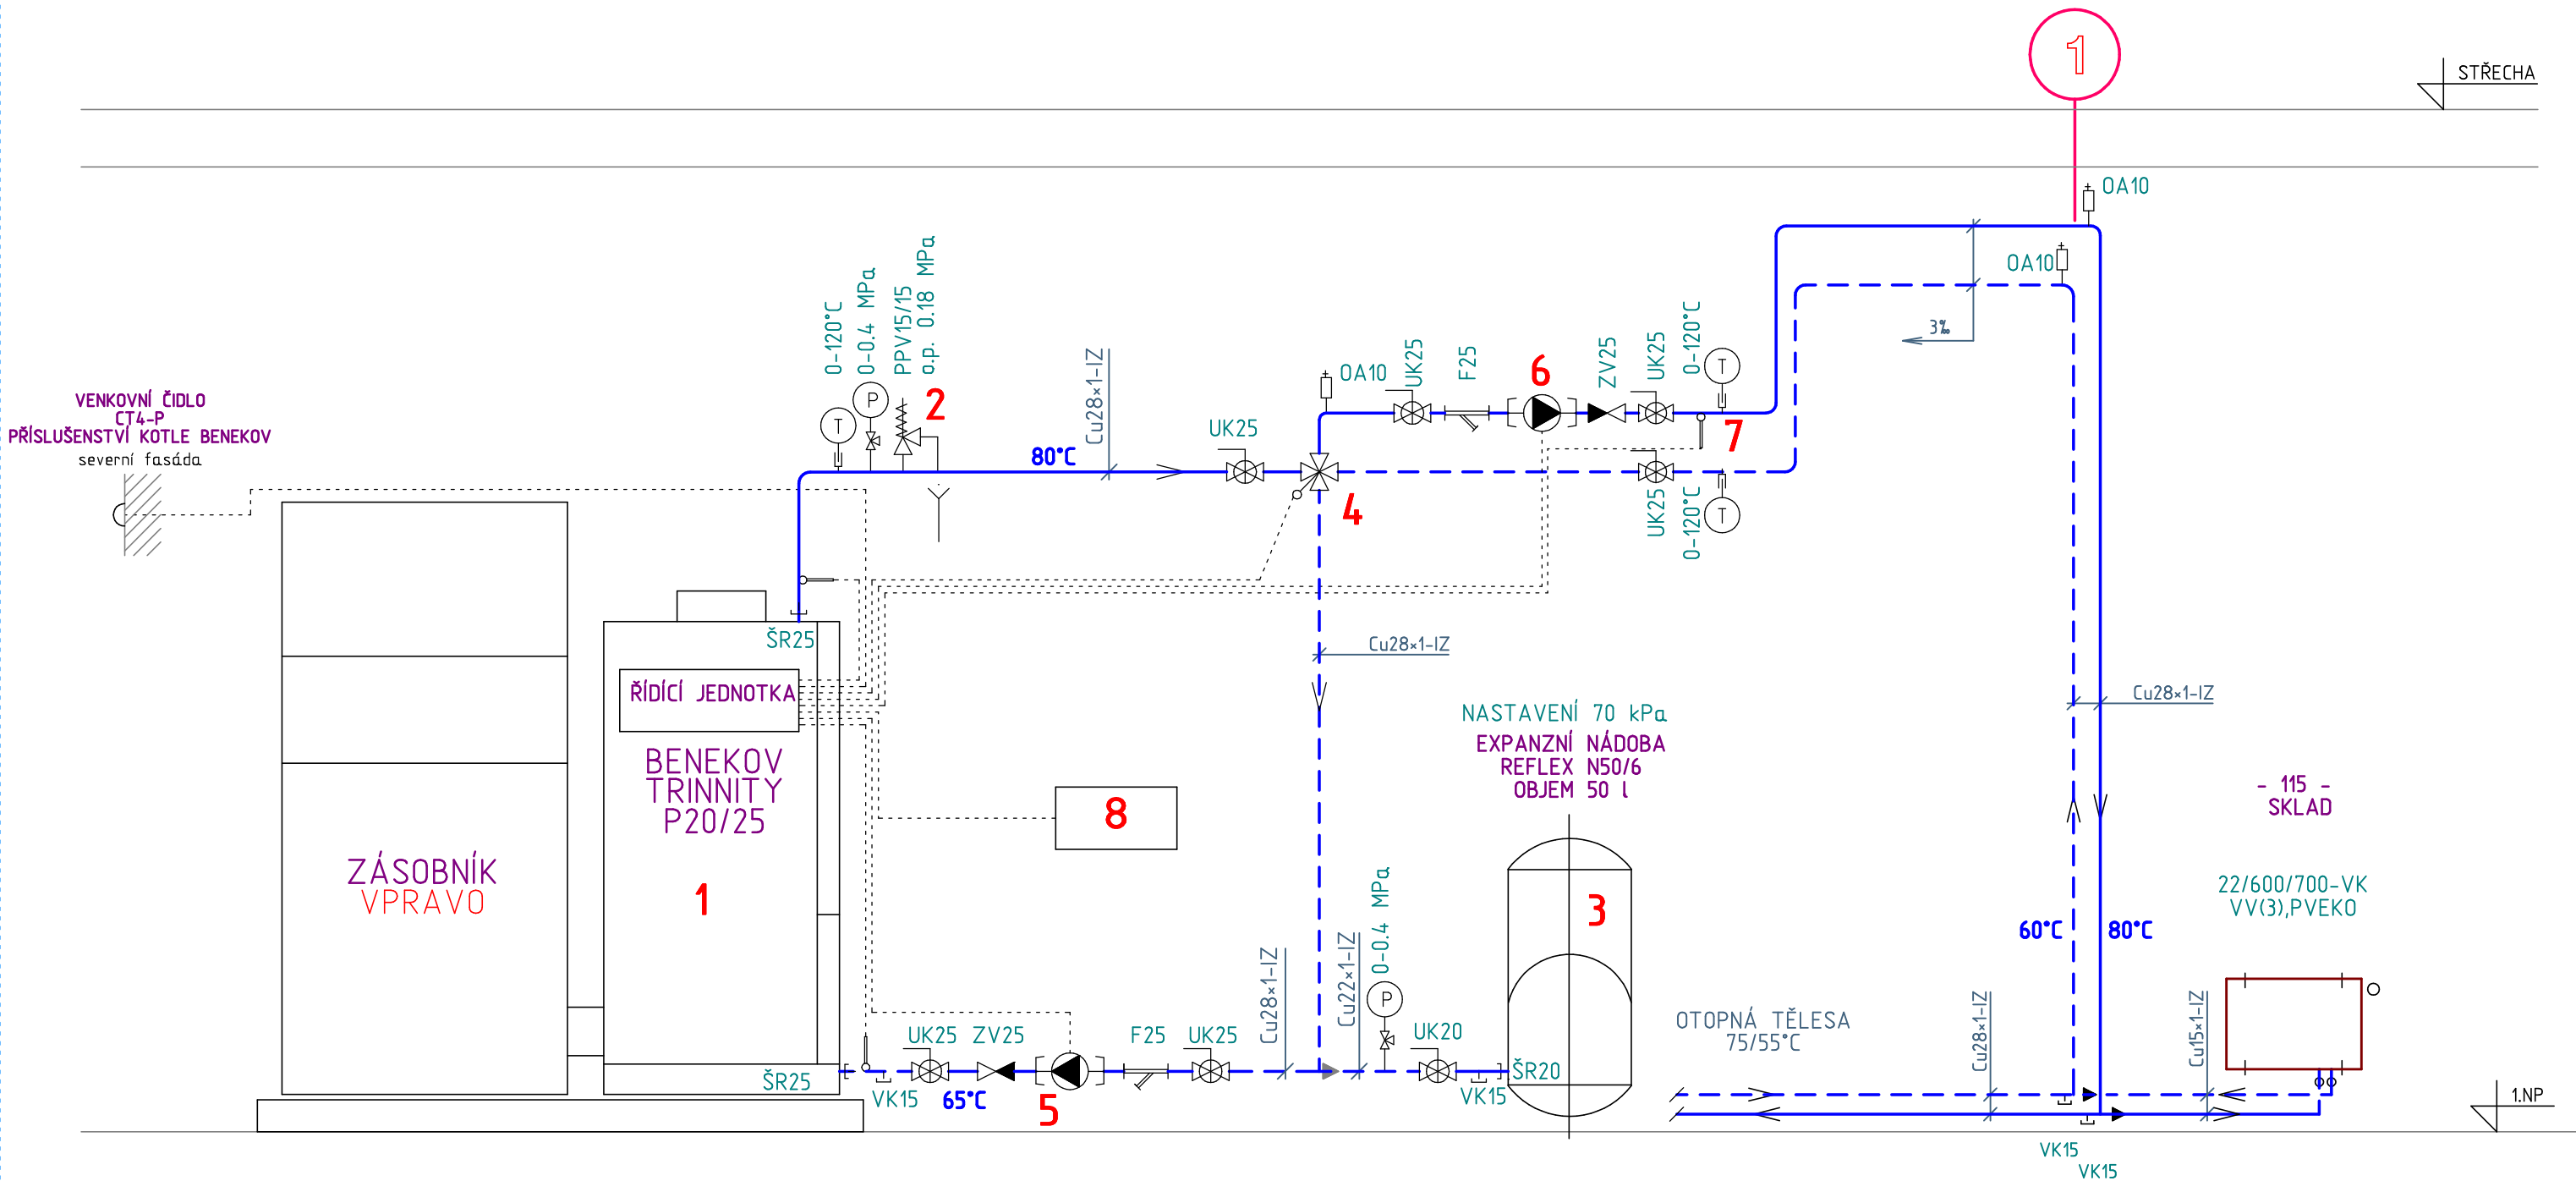 1
STŘECHA
OA10
OA10
3‰
0-120°C
0-0.4 MPa
PPV15/15
o.p. 0.18 MPa
2
Cu28×1-IZ
OA10
UK25
F25
6
ZV25
UK25
0-120°C
T
T
P
UK25
80°C
7
VENKOVNÍ ČIDLO
CT4-P
PŘÍSLUŠENSTVÍ KOTLE BENEKOV
severní fasáda
4
UK25
0-120°C
T
ŠR25
Cu28×1-IZ
ŘÍDÍCÍ JEDNOTKA
BENEKOV
TRINNITY
P20/25
1
ZÁSOBNÍK
VPRAVO
8
NASTAVENÍ 70 kPa
EXPANZNÍ NÁDOBA
REFLEX N50/6
OBJEM 50 l
3
Cu28×1-IZ
- 115 -
SKLAD
22/600/700-VK
VV(3),PVEKO
60°C
80°C
Cu28×1-IZ
Cu22×1-IZ
0-0.4 MPa
P
UK25
ZV25
F25
UK25
UK20
ŠR25
VK15
65°C
5
VK15
ŠR20
OTOPNÁ TĚLESA
75/55°C
Cu28×1-IZ
Cu15×1-IZ
1.NP
VK15
VK15